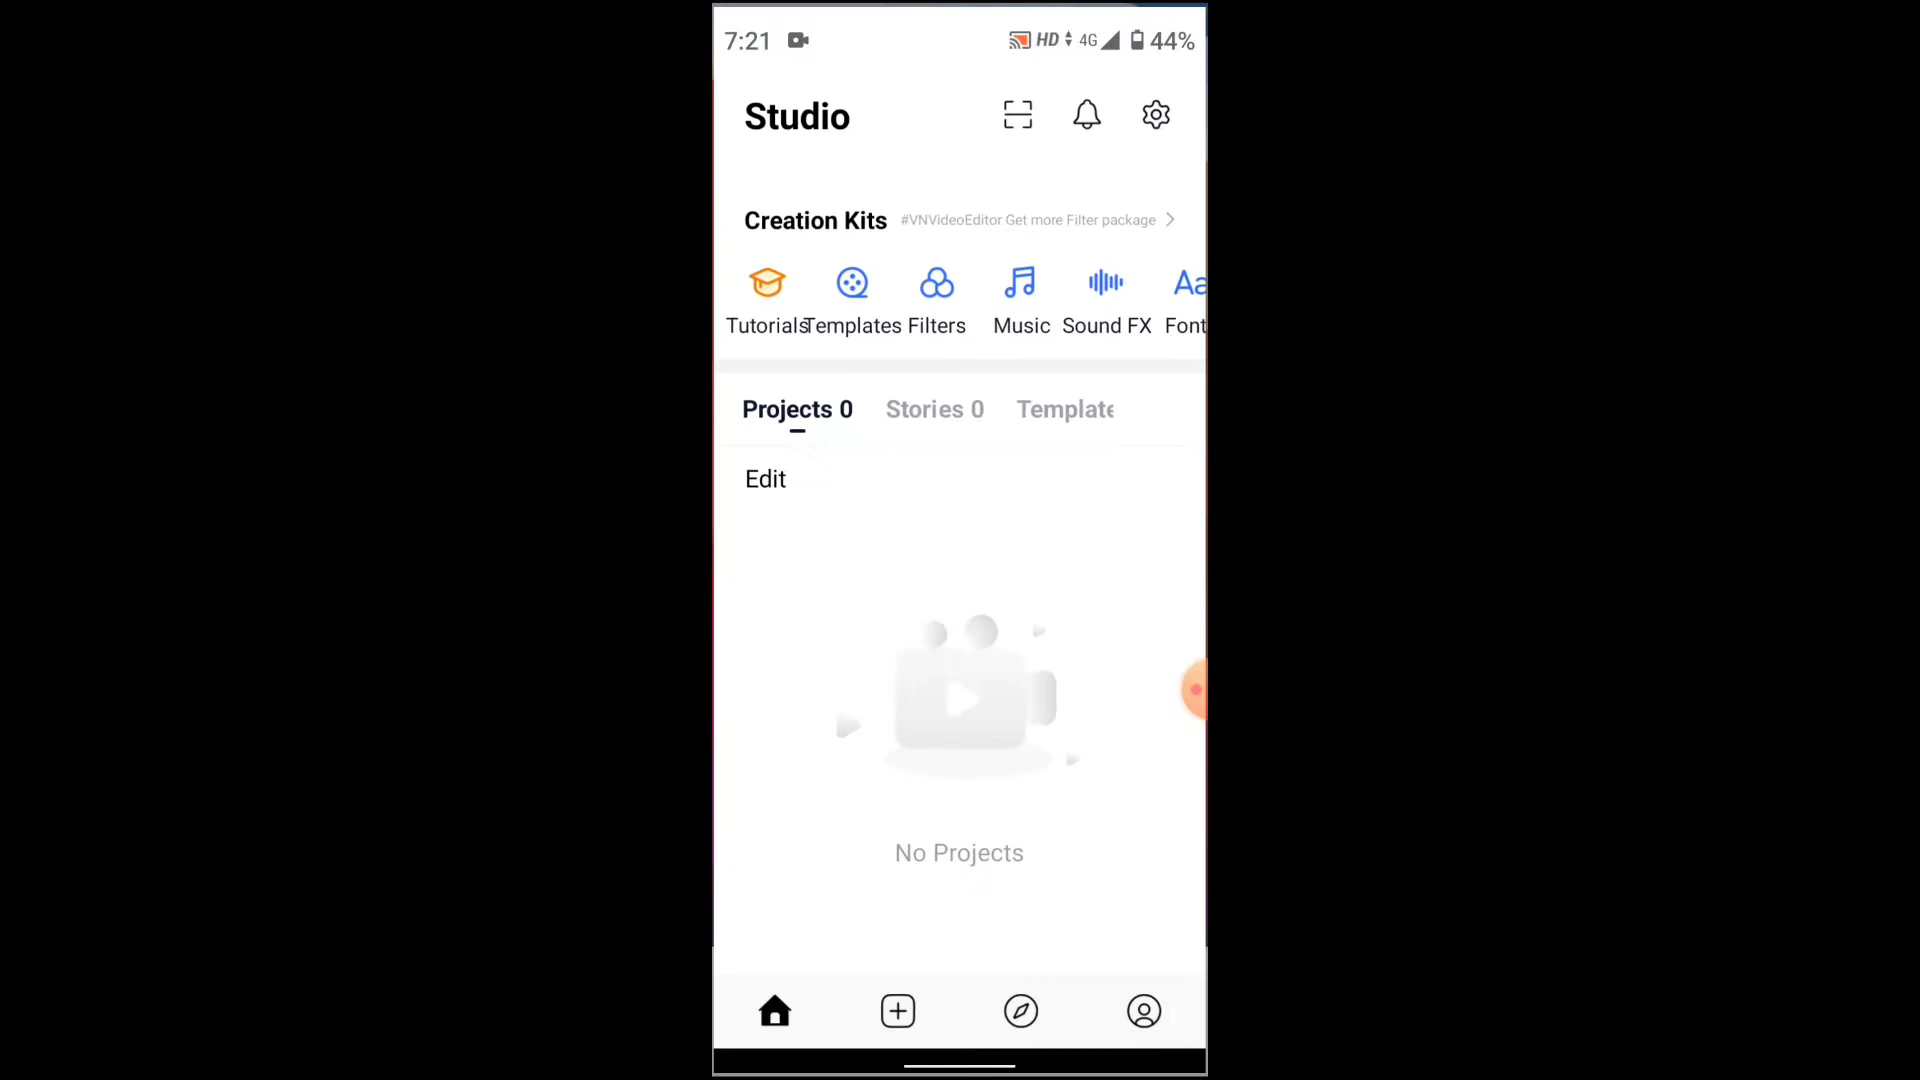 7:21 HD 4G 44%
Studio
Creation Kits #VNVideoEditor Get more Filter package
Tutorials Templates Filters Music Sound FX Font
Projects 0 Stories 0 Template
Edit
No Projects